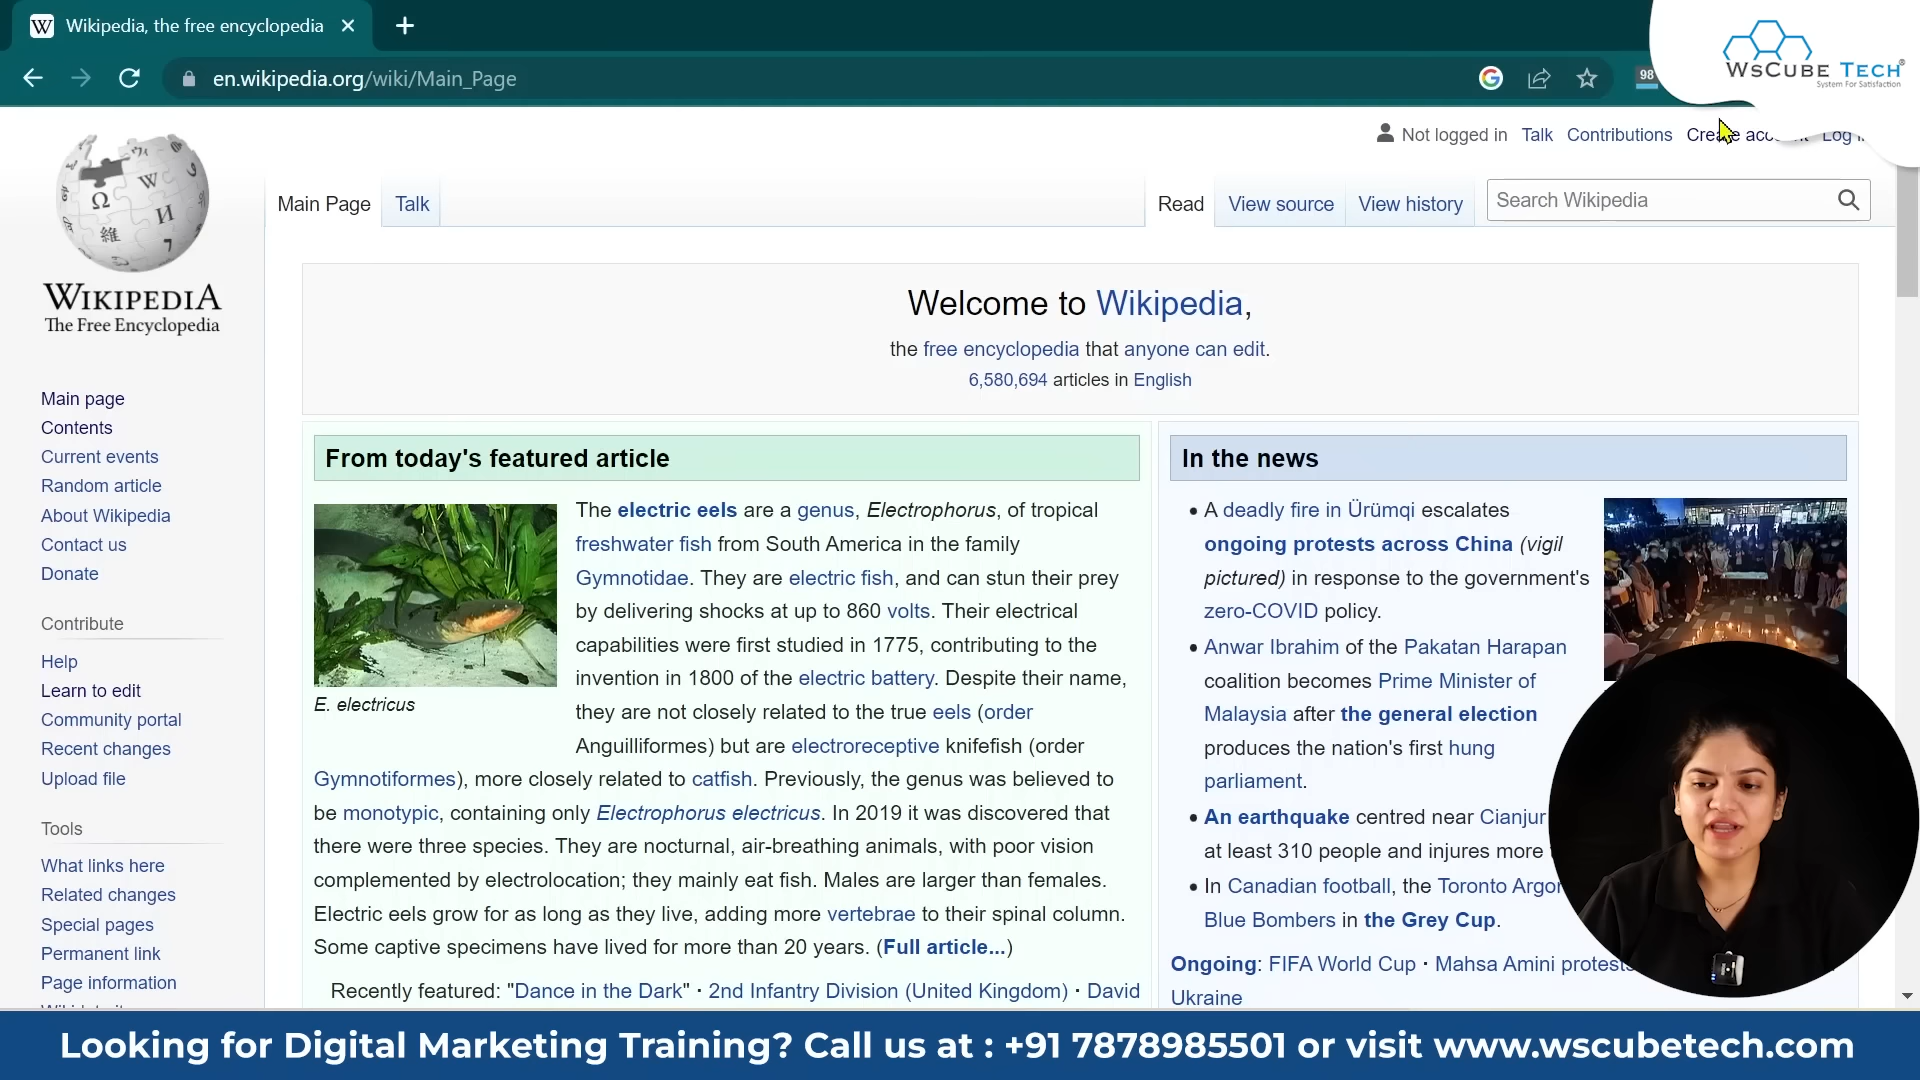 Wikipedia, the free encyclopedia
en.wikipedia.org/wiki/Main_Page
98
WsCube Tech®
System For Satisfaction
Not logged in Talk Contributions Create Log
WIKIPEDIA
The Free Encyclopedia
Main Page Talk Read View source View history Search Wikipedia
Welcome to Wikipedia,
the free encyclopedia that anyone can edit.
6,580,694 articles in English
Main page
Contents
Current events
Random article
About Wikipedia
Contact us
Donate
Contribute
Help
Learn to edit
Community portal
Recent changes
Upload file
Tools
What links here
Related changes
Special pages
Permanent link
Page information
From today's featured article
The electric eels are a genus, Electrophorus, of tropical
freshwater fish from South America in the family
Gymnotidae. They are electric fish, and can stun their prey
by delivering shocks at up to 860 volts. Their electrical
capabilities were first studied in 1775, contributing to the
invention in 1800 of the electric battery. Despite their name,
they are not closely related to the true eels (order
Anguilliformes) but are electroreceptive knifefish (order
E. electricus
Gymnotiformes), more closely related to catfish. Previously, the genus was believed to
be monotypic, containing only Electrophorus electricus. In 2019 it was discovered that
there were three species. They are nocturnal, air-breathing animals, with poor vision
complemented by electrolocation; they mainly eat fish. Males are larger than females.
Electric eels grow for as long as they live, adding more vertebrae to their spinal column.
Some captive specimens have lived for more than 20 years. (Full article...)
Recently featured: "Dance in the Dark" · 2nd Infantry Division (United Kingdom) · David
In the news
• A deadly fire in Ürümqi escalates
ongoing protests across China (vigil
pictured) in response to the government's
zero-COVID policy.
• Anwar Ibrahim of the Pakatan Harapan
coalition becomes Prime Minister of
Malaysia after the general election
produces the nation's first hung
parliament.
• An earthquake centred near Cianjur
at least 310 people and injures more
• In Canadian football, the Toronto
Blue Bombers in the Grey Cup.
Ongoing: FIFA World Cup · Mahsa Amini protests
Ukraine
Looking for Digital Marketing Training? Call us at : +91 7878985501 or visit www.wscubetech.com